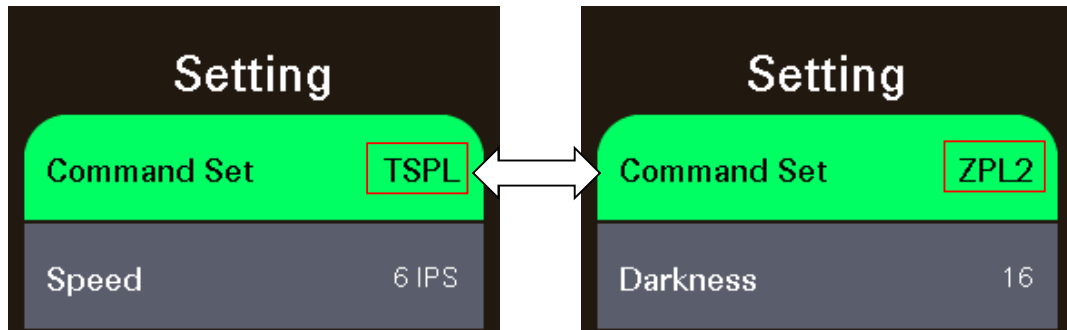 Setting
Command Set TSPL
Speed 6 IPS
Setting
Command Set ZPL2
Darkness 16